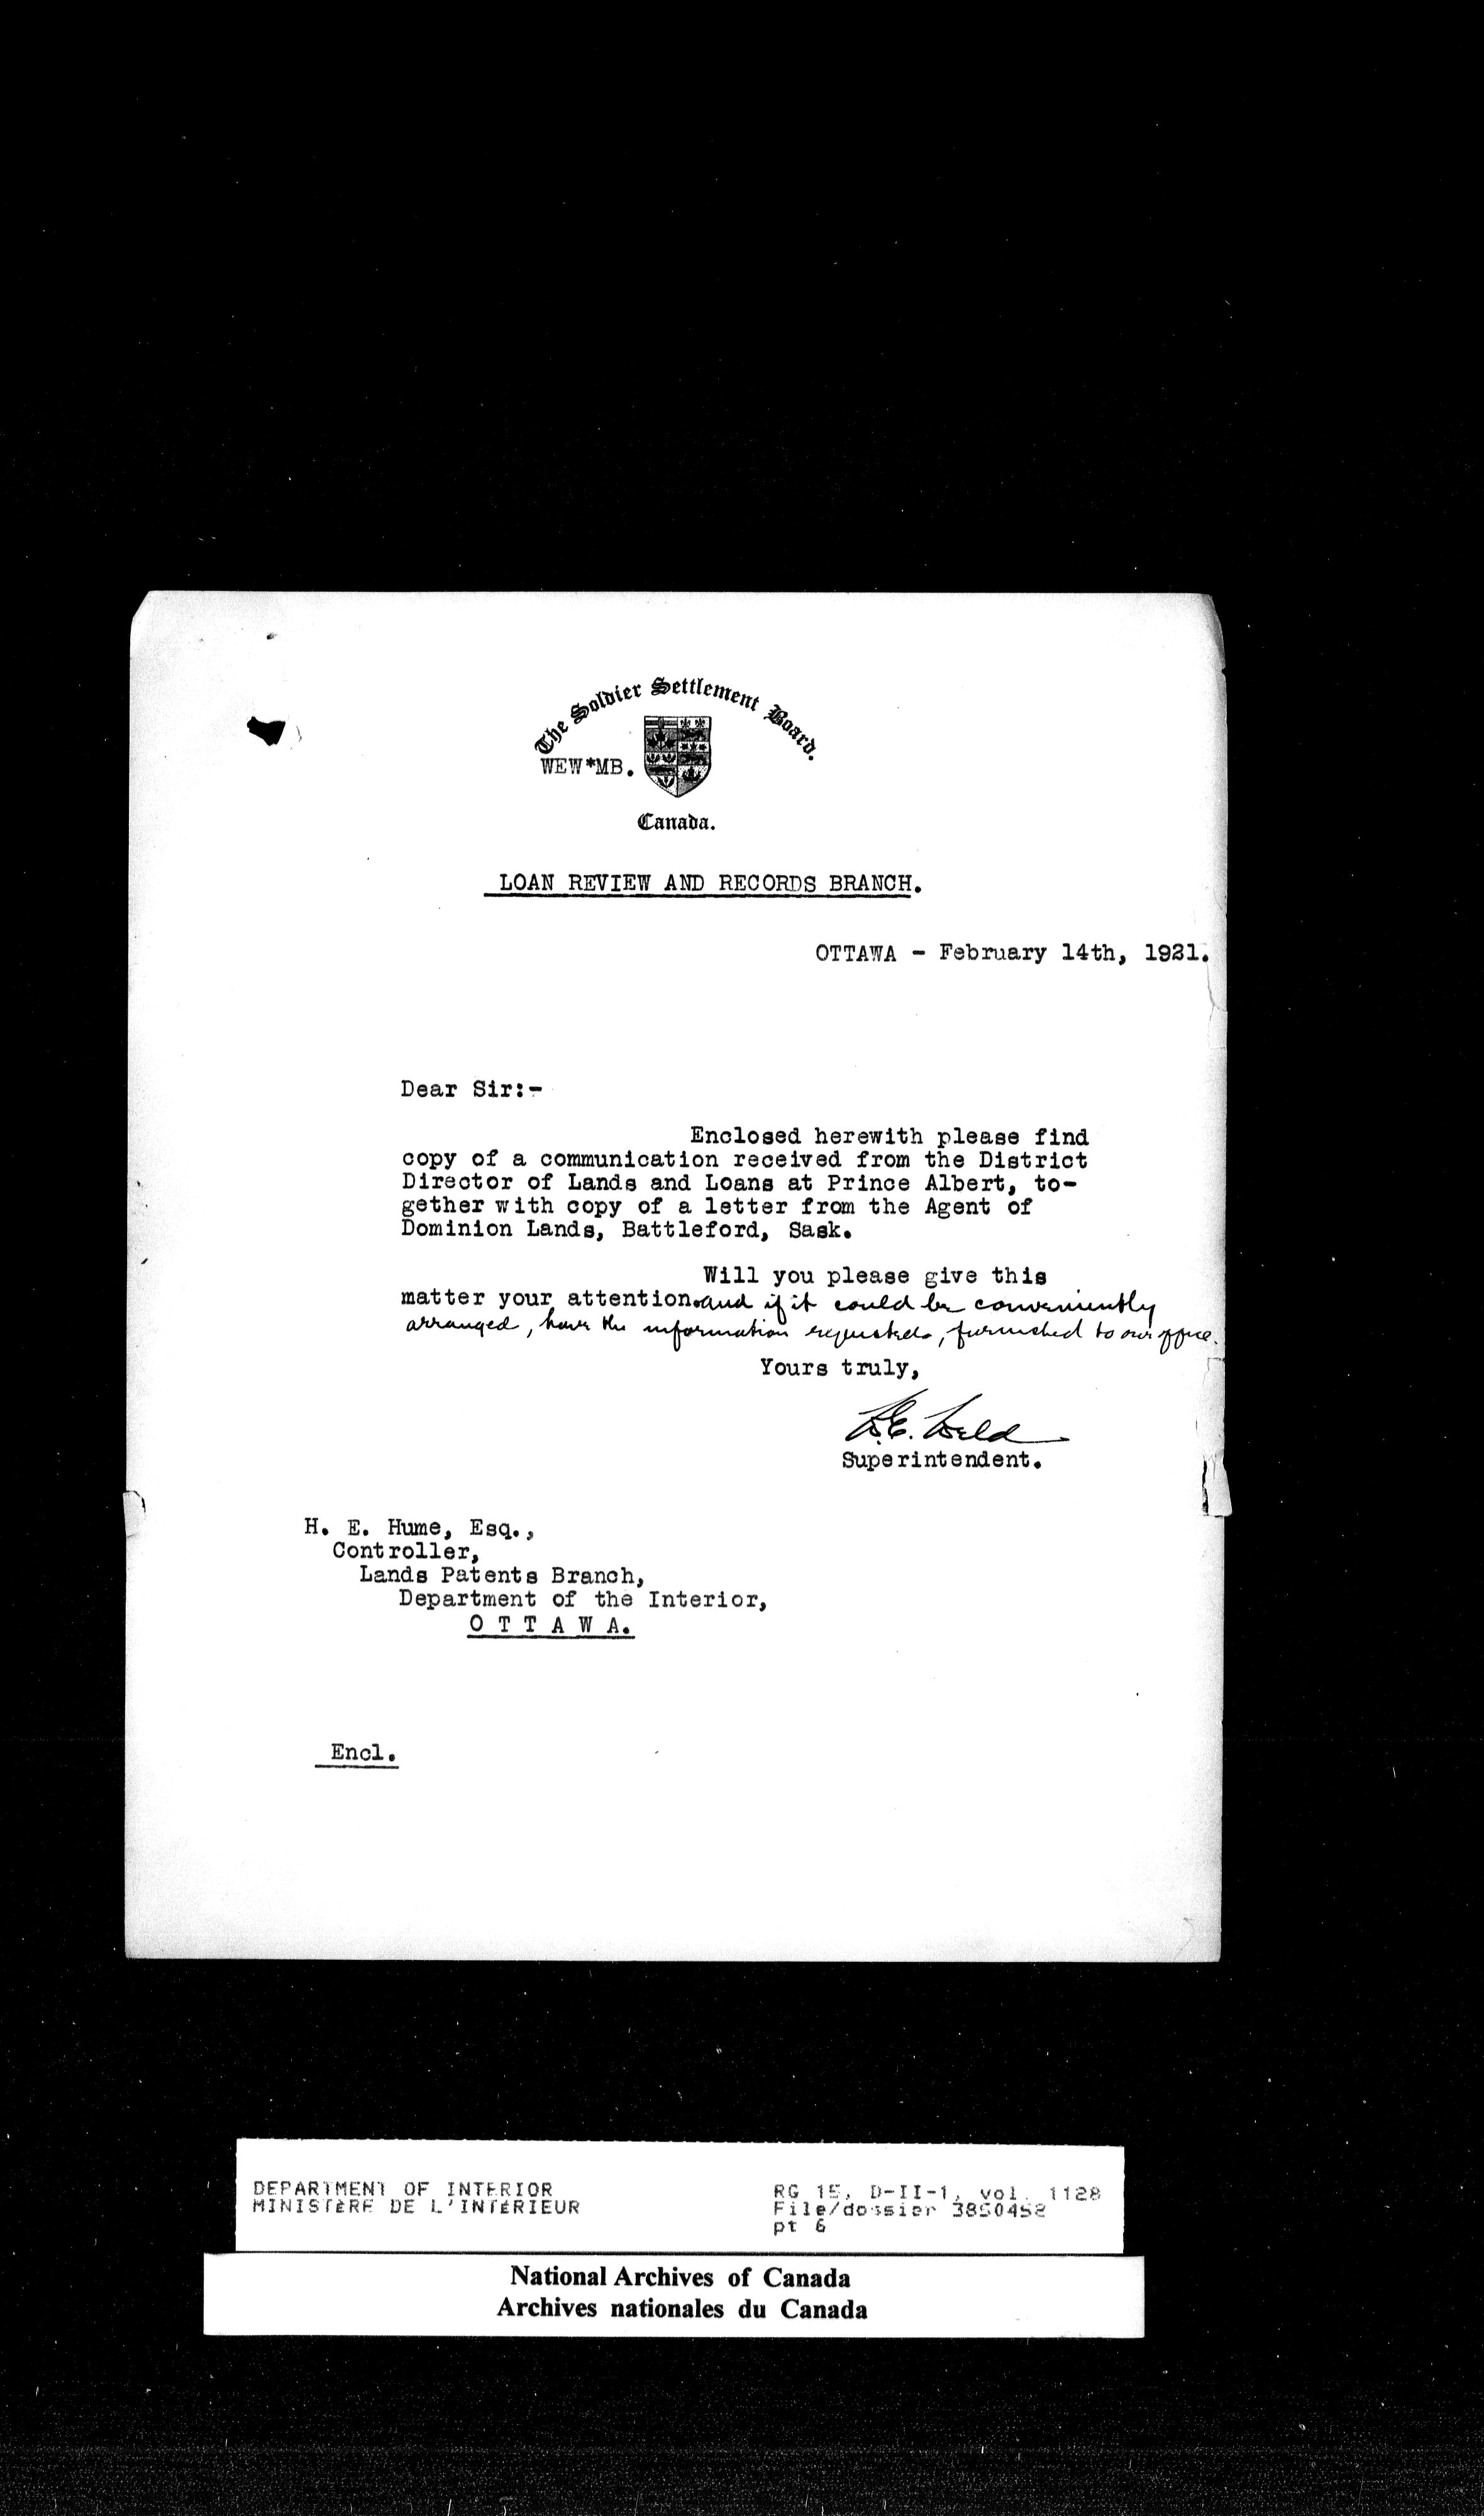 The Soldier Settlement Board.
WEW*MB.
Canada.
LOAN REVIEW AND RECORDS BRANCH.
OTTAWA - February 14th, 1921.
Dear Sir:-
Enclosed herewith please find
copy of a communication received from the District
Director of Lands and Loans at Prince Albert, to-
gether with copy of a letter from the Agent of
Dominion Lands, Battleford, Sask.
Will you please give this
matter your attention. and if it could be conveniently
arranged, have the information requested, furnished to our office.
Yours truly,
Superintendent.
H. E. Hume, Esq.,
Controller,
Lands Patents Branch,
Department of the Interior,
O T T A W A.
Encl.
DEPARTMENT OF INTERIOR
MINISTÈRE DE L'INTÉRIEUR
RG 15, D-II-1, vol. 1128
File/dossier
pt 6
National Archives of Canada
Archives nationales du Canada